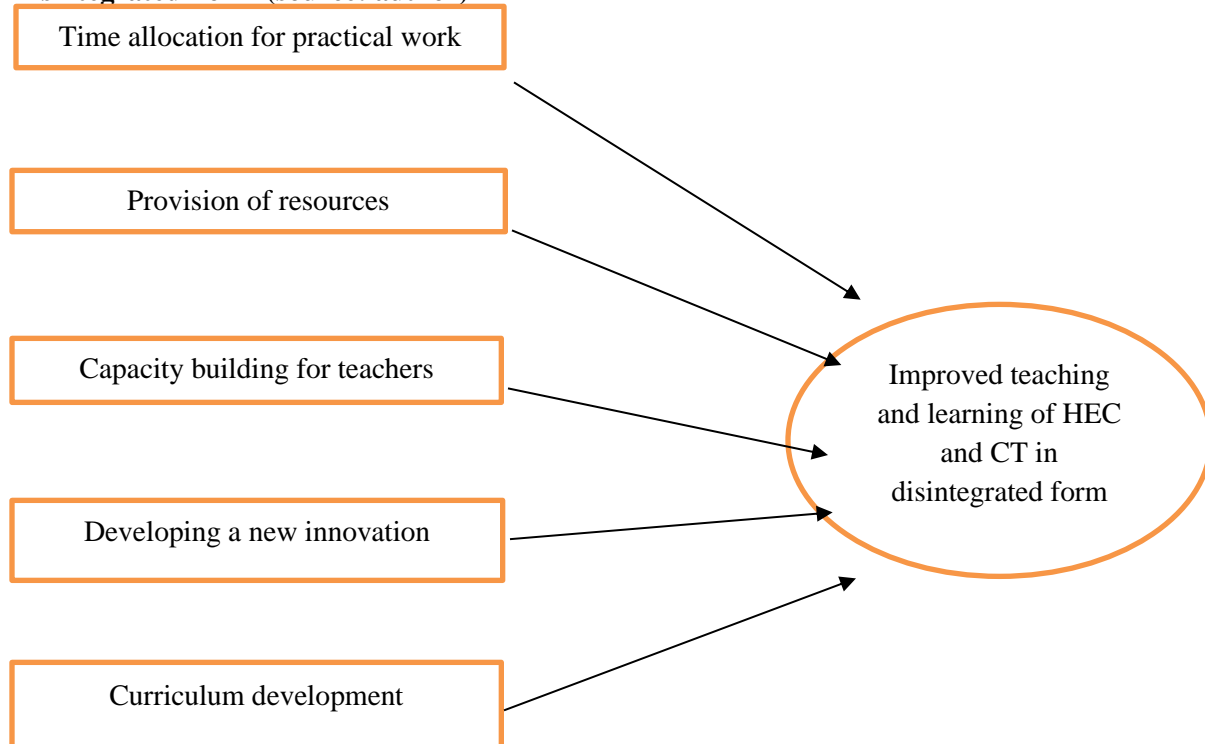 Time allocation for practical work
Provision of resources
Capacity building for teachers
Improved teaching
and learning of HEC
and CT in
disintegrated form
Developing a new innovation
Curriculum development